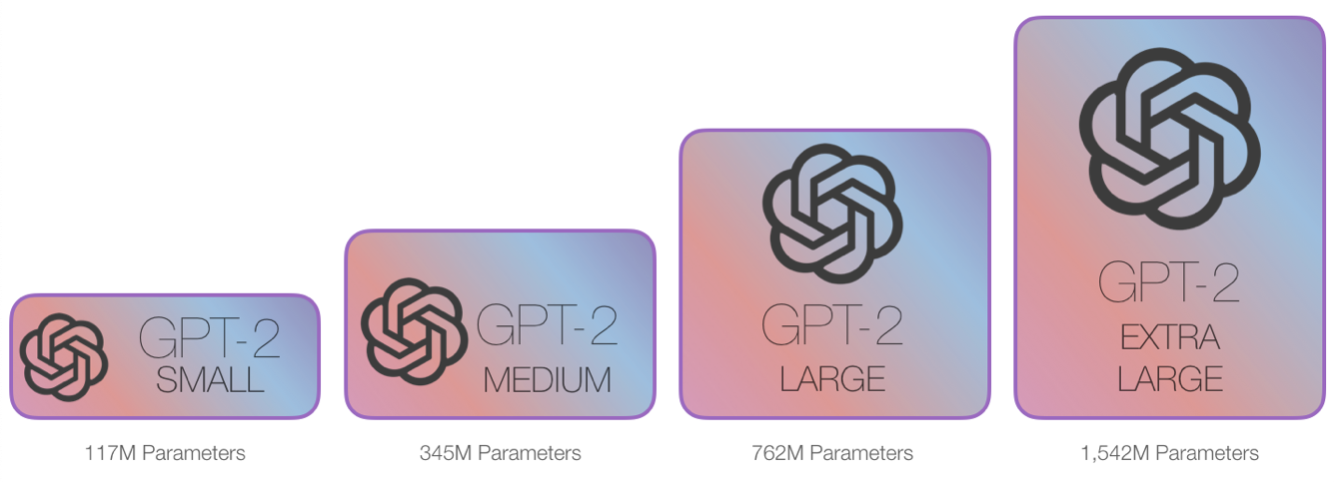 GPT-2
SMALL
117M Parameters
GPT-2
MEDIUM
345M Parameters
GPT-2
LARGE
762M Parameters
GPT-2
EXTRA
LARGE
1,542M Parameters